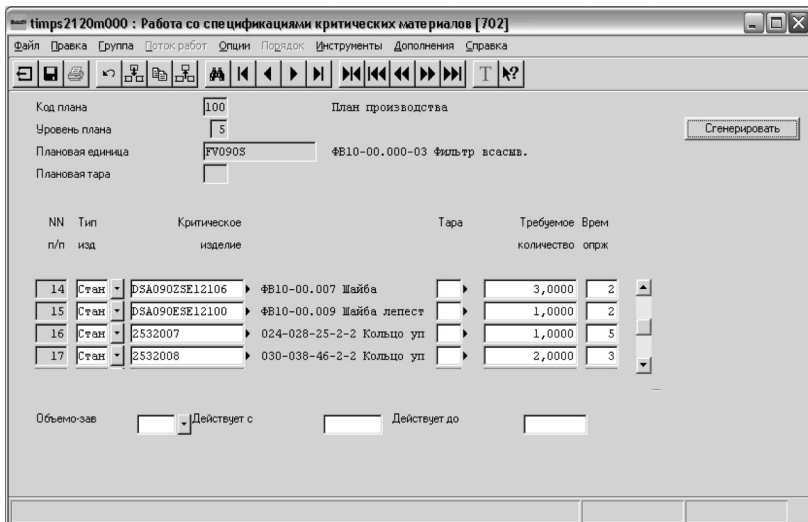 timps2120m000 : Работа со спецификациями критических материалов [702]
Файл Правка Группа Поток работ Опции Порядок Инструменты Дополнения Справка
Код плана 100 План производства
Уровень плана 5 Сгенерировать
Плановая единица FV090S ФВ10-00.000-03 Фильтр всасыв.
Плановая тара
NN Тип Критическое Тара Требуемое Врем
п/п изд изделие количество опрж
14 Стан DSA090ZSE12106 ФВ10-00.007 Шайба 3,0000 2
15 Стан DSA090ESE12100 ФВ10-00.009 Шайба лепест 1,0000 2
16 Стан 2532007 024-028-25-2-2 Кольцо уп 1,0000 5
17 Стан 2532008 030-038-46-2-2 Кольцо уп 2,0000 3
Объемо-зав Действует с Действует до